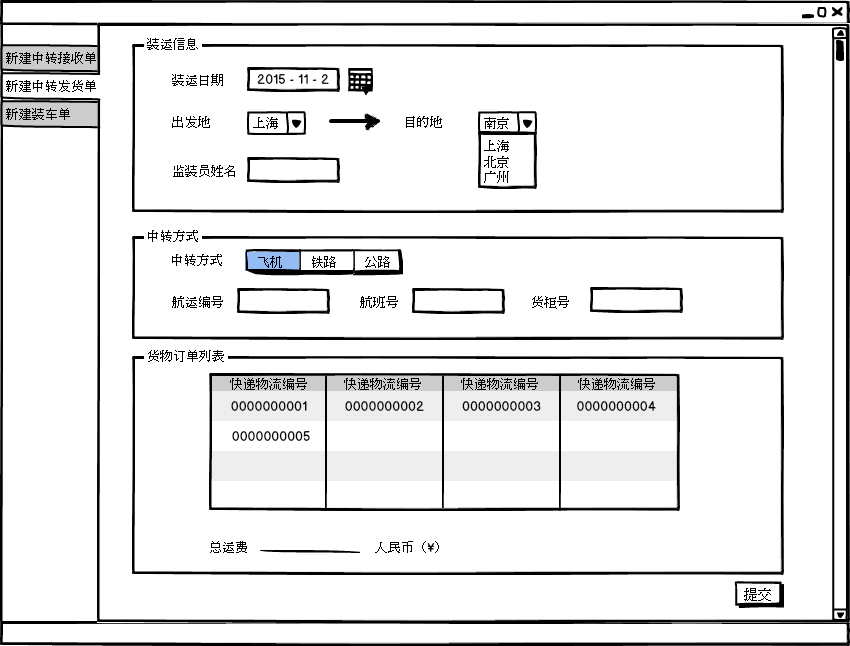 新建中转接收单
新建中转发货单
新建装车单
装运信息
装运日期 2015 - 11 - 2
出发地 上海 目的地 南京
上海
北京
广州
监装员姓名
中转方式
中转方式 飞机 铁路 公路
航运编号 航班号 货柜号
货物订单列表
快递物流编号 快递物流编号 快递物流编号 快递物流编号
0000000001 0000000002 0000000003 0000000004
0000000005
总运费 人民币（¥）
提交